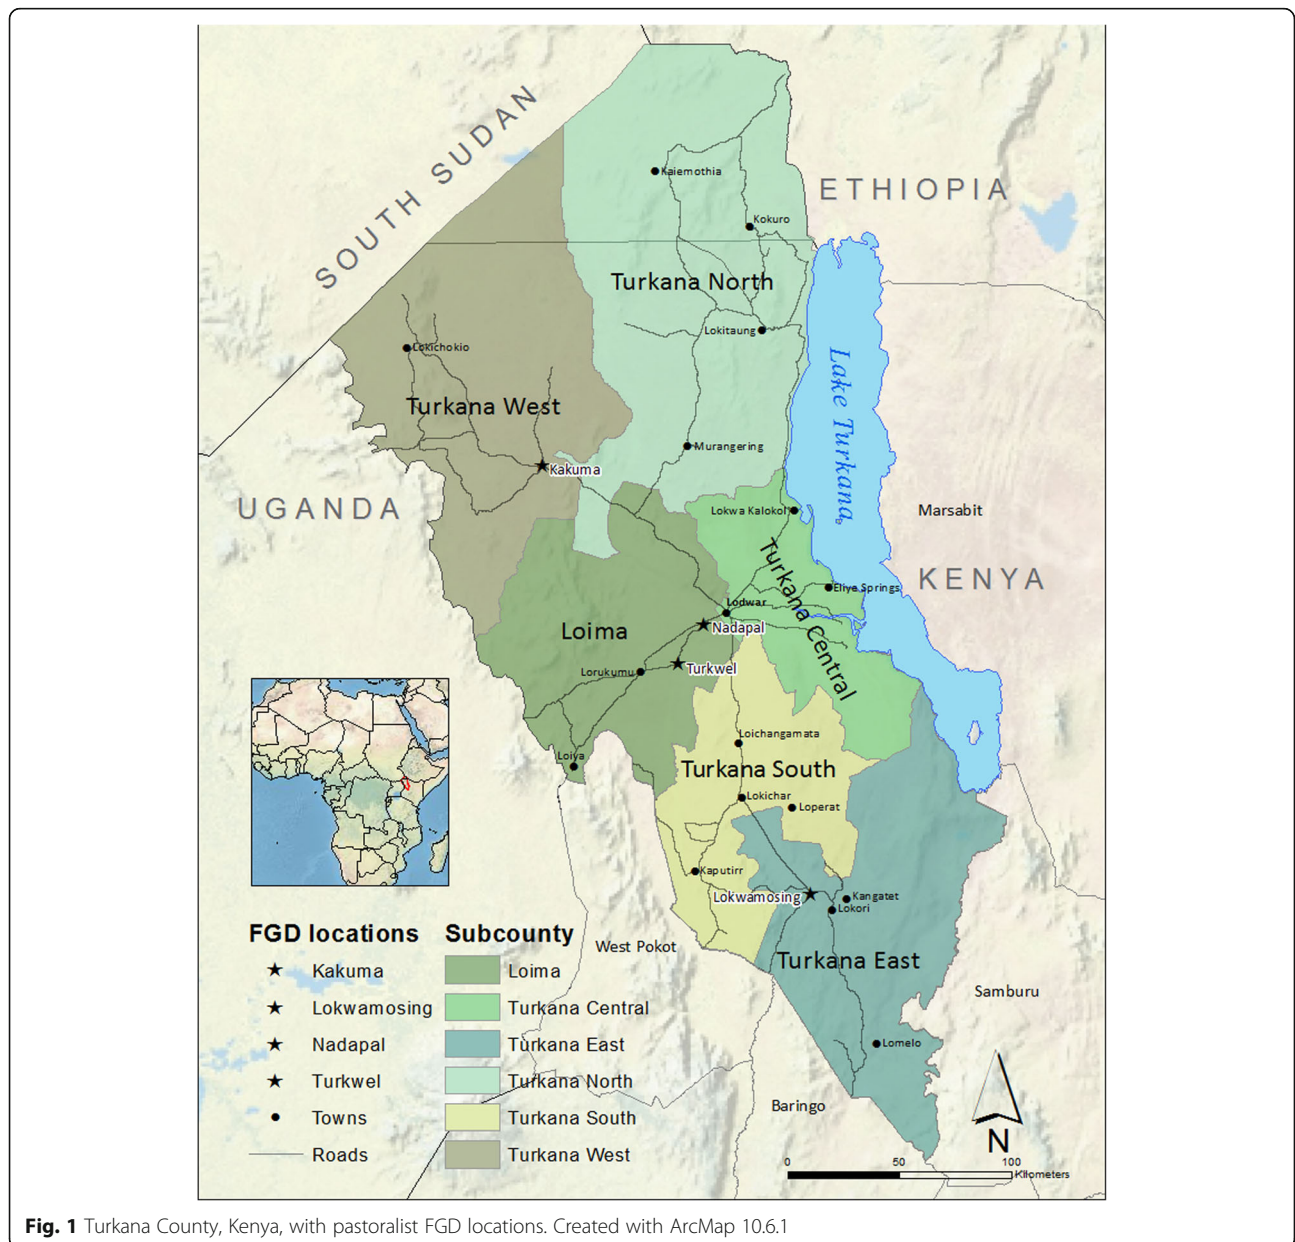 SOUTH SUDAN
ETHIOPIA
Kaiemothia
Kokuro
Turkana North
Lokitaung
Lokichokio
Lake Turkana
Turkana West
Murangering
Kakuma
UGANDA
Lokwa Kalokol
Marsabit
KENYA
Turkana Central
Eliye Springs
Lodwar
Nadapal
Loima
Turkwel
Lorukumu
Loichangamata
Loiya
Turkana South
Lokichar
Loperat
Kaputirr
Lokwamosing
Kangatet
Lokori
West Pokot
Turkana East
Samburu
Lomelo
Baringo
FGD locations
Kakuma
Lokwamosing
Nadapal
Turkwel
Towns
Roads
Subcounty
Loima
Turkana Central
Turkana East
Turkana North
Turkana South
Turkana West
N
0 50 100
Kilometers
Fig. 1 Turkana County, Kenya, with pastoralist FGD locations. Created with ArcMap 10.6.1